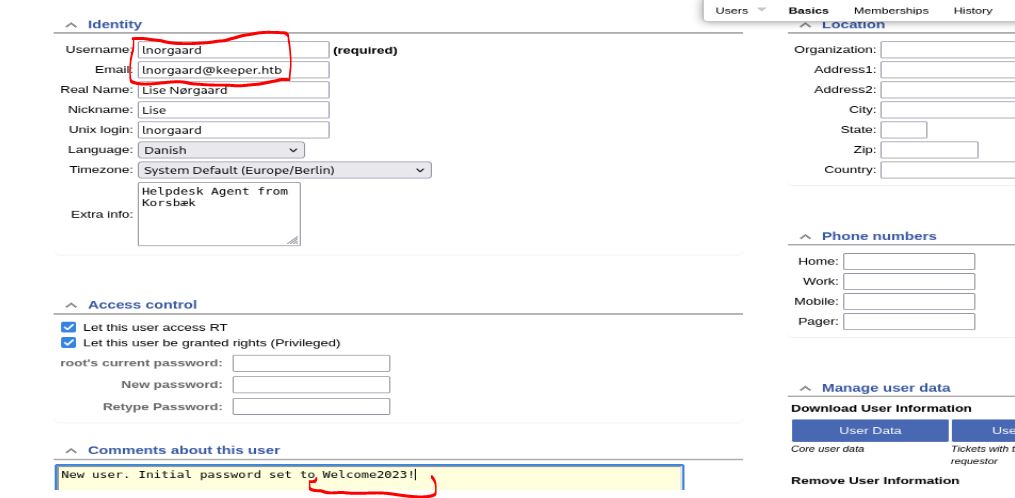 Users Basics Memberships History
Identity
Username: lnorgaard (required)
Email: lnorgaard@keeper.htb
Real Name: Lise Nørgaard
Nickname: Lise
Unix login: lnorgaard
Language: Danish
Timezone: System Default (Europe/Berlin)
Extra info: Helpdesk Agent from
Korsbæk
Access control
Let this user access RT
Let this user be granted rights (Privileged)
root's current password:
New password:
Retype Password:
Comments about this user
New user. Initial password set to Welcome2023!
Location
Organization:
Address1:
Address2:
City:
State:
Zip:
Country:
Phone numbers
Home:
Work:
Mobile:
Pager:
Manage user data
Download User Information
User Data Use
Core user data Tickets with t
requestor
Remove User Information